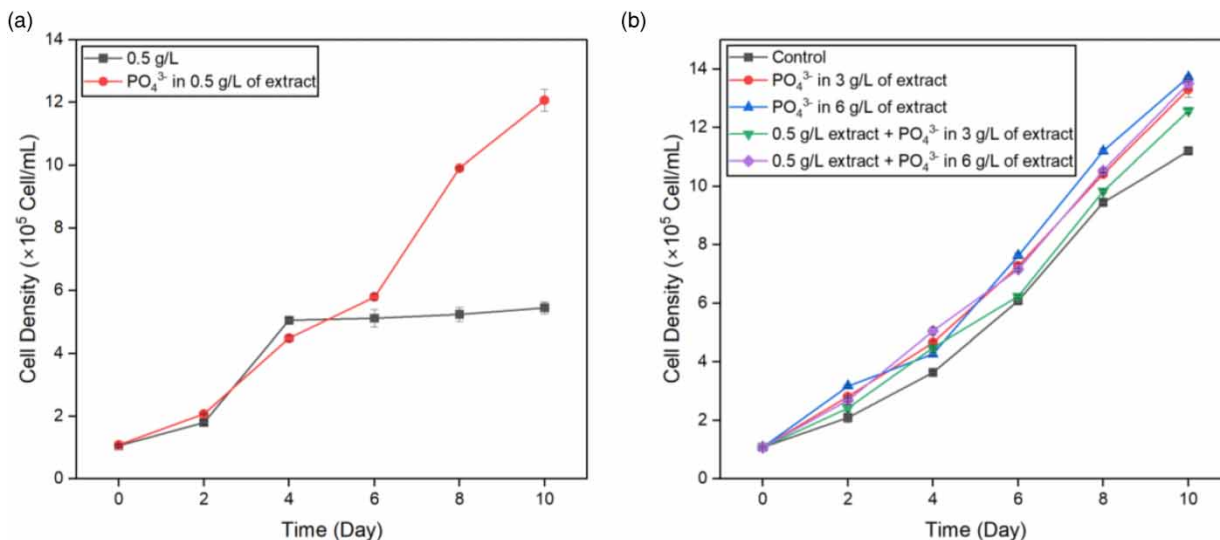 (a)
14
12
10
8
6
4
2
0
0 2 4 6 8 10
Cell Density (×10⁵ Cell/mL)
Time (Day)
0.5 g/L
PO₄³⁻ in 0.5 g/L of extract
(b)
14
12
10
8
6
4
2
0
0 2 4 6 8 10
Cell Density (×10⁵ Cell/mL)
Time (Day)
Control
PO₄³⁻ in 3 g/L of extract
PO₄³⁻ in 6 g/L of extract
0.5 g/L extract + PO₄³⁻ in 3 g/L of extract
0.5 g/L extract + PO₄³⁻ in 6 g/L of extract